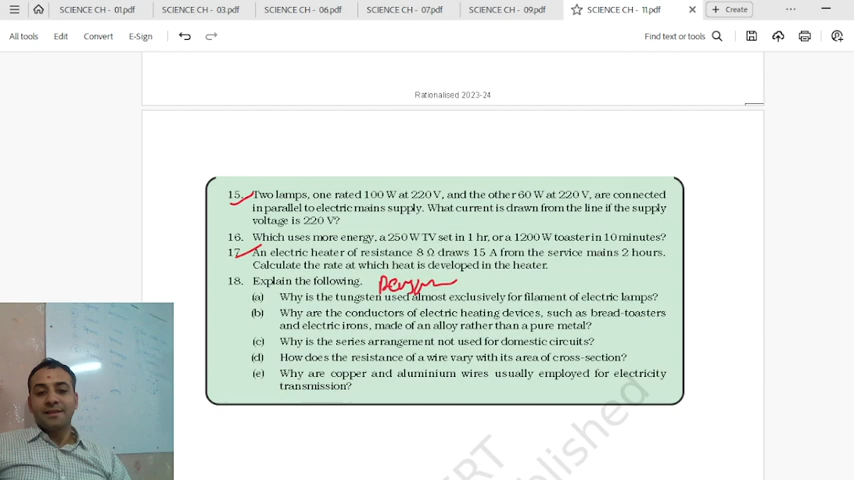 SCIENCE CH - 01.pdf SCIENCE CH - 03.pdf SCIENCE CH - 06.pdf SCIENCE CH - 07.pdf SCIENCE CH - 09.pdf SCIENCE CH - 11.pdf + Create
All tools Edit Convert E-Sign Find text or tools
Rationalised 2023-24
15. Two lamps, one rated 100 W at 220 V, and the other 60 W at 220 V, are connected
in parallel to electric mains supply. What current is drawn from the line if the supply
voltage is 220 V?
16. Which uses more energy, a 250 W TV set in 1 hr, or a 1200 W toaster in 10 minutes?
17. An electric heater of resistance 8 Ω draws 15 A from the service mains 2 hours.
Calculate the rate at which heat is developed in the heater.
18. Explain the following.
(a) Why is the tungsten used almost exclusively for filament of electric lamps?
(b) Why are the conductors of electric heating devices, such as bread-toasters
and electric irons, made of an alloy rather than a pure metal?
(c) Why is the series arrangement not used for domestic circuits?
(d) How does the resistance of a wire vary with its area of cross-section?
(e) Why are copper and aluminium wires usually employed for electricity
transmission?